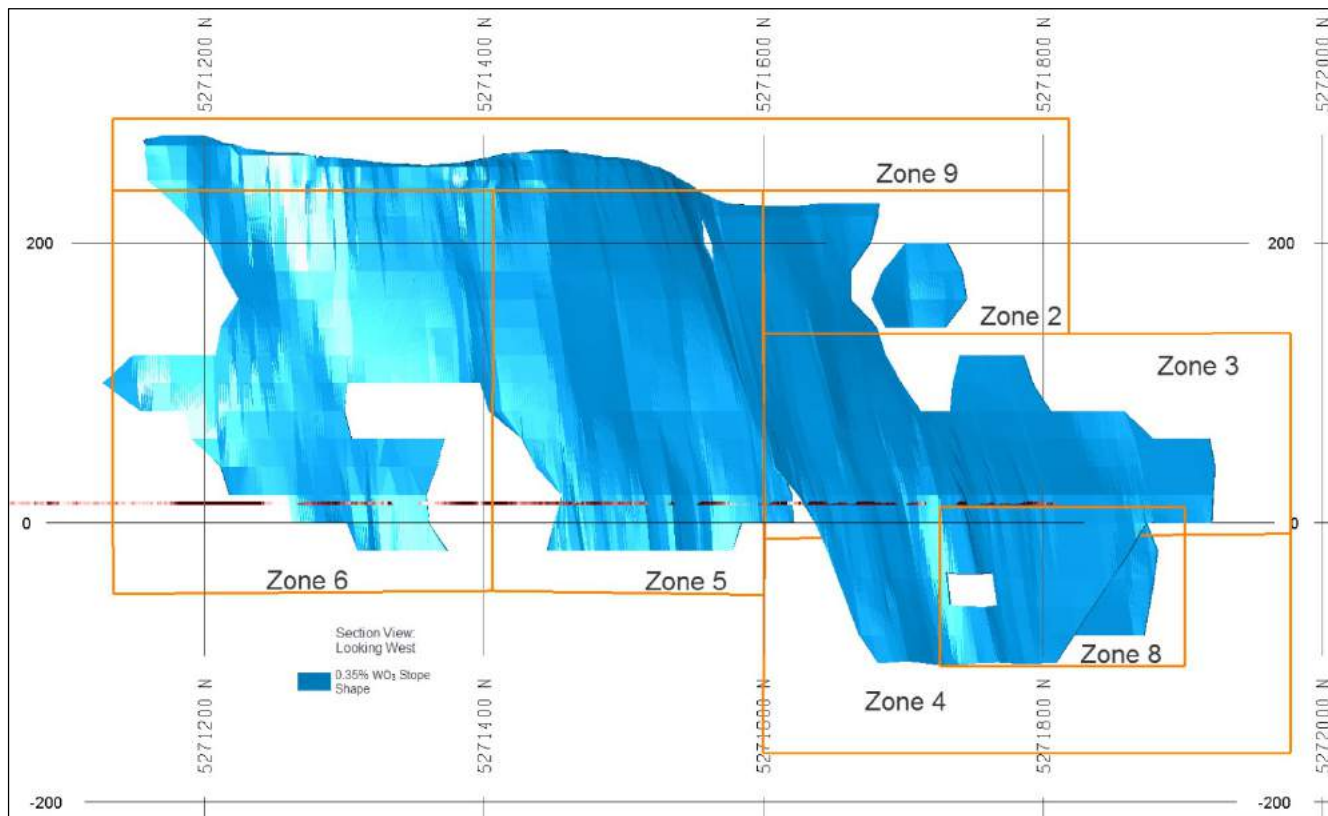 5271200 N
5271400 N
5271600 N
5271800 N
5272000 N
Zone 9
200
200
Zone 2
Zone 3
0
0
Zone 6
Zone 5
Section View:
Looking West
Zone 8
0.35% WO₃ Stope
Shape
Zone 4
5271200 N
5271400 N
5271600 N
5271800 N
5272000 N
-200
-200